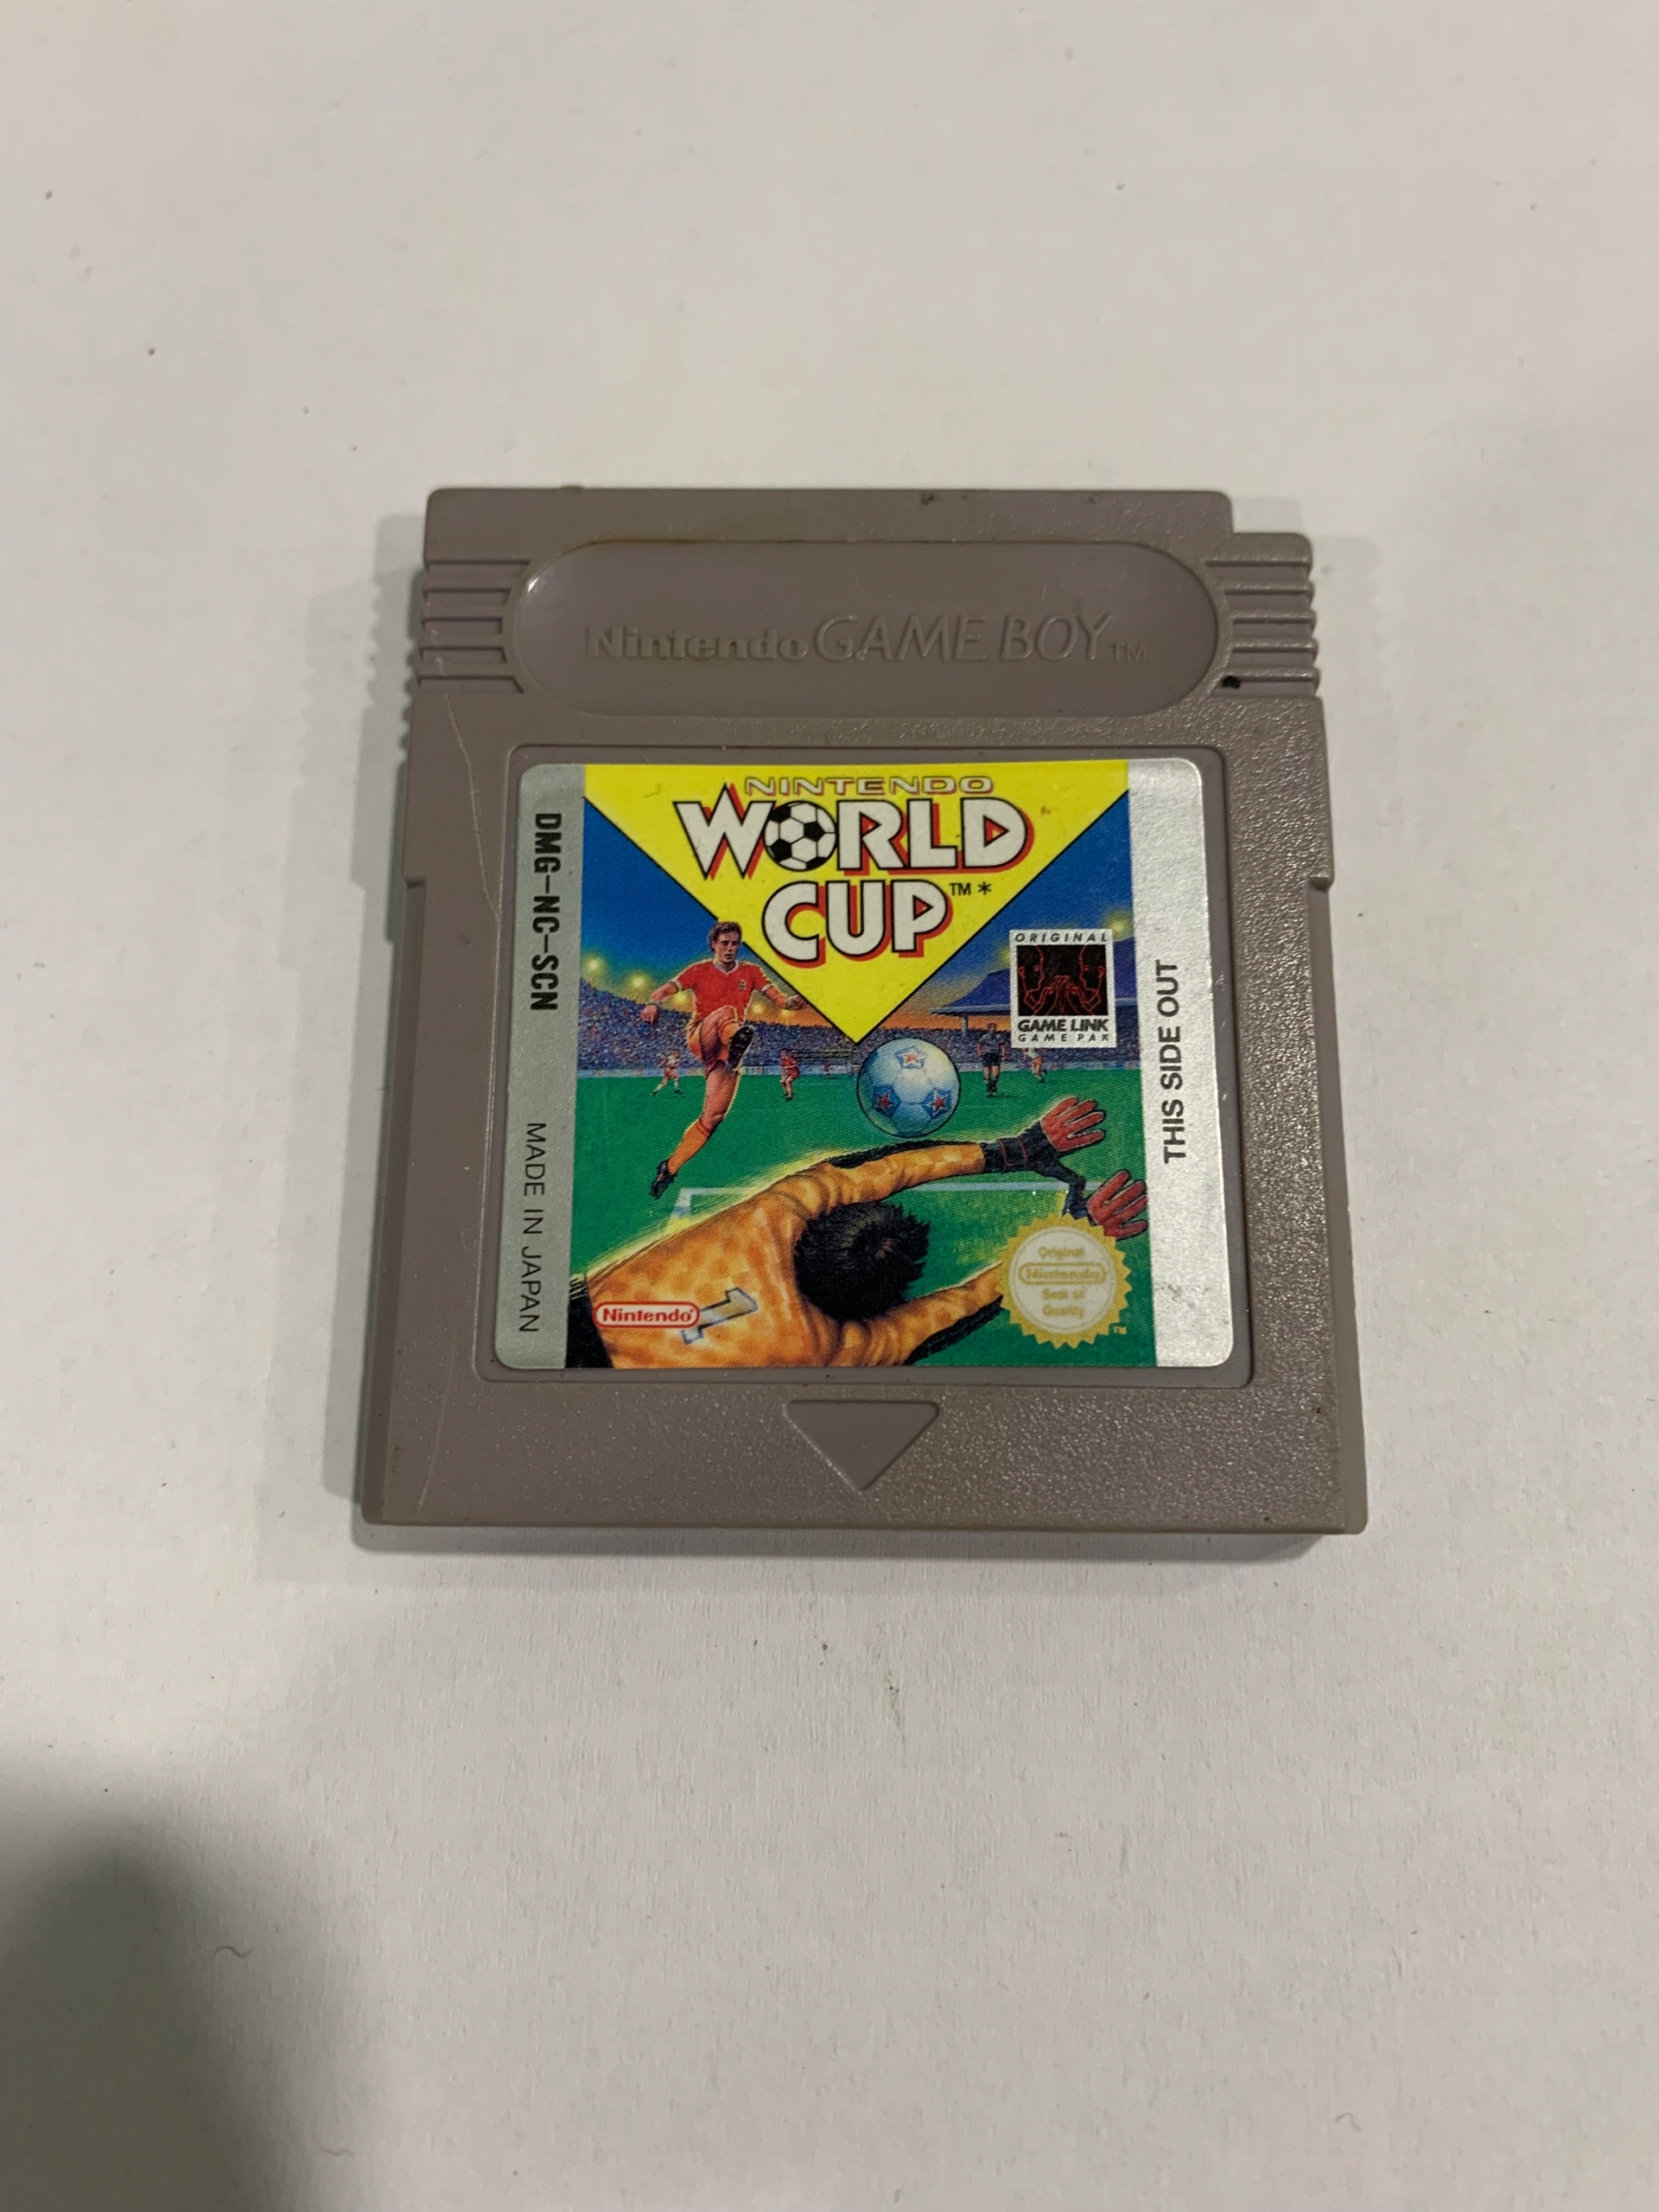 Nintendo GAME BOY TM
NINTENDO
WORLD
CUP TM *
DMG-NC-SCN
MADE IN JAPAN
ORIGINAL
GAME LINK
GAME PAK
THIS SIDE OUT
Nintendo®
1
Original
Nintendo
Seal of
Quality
TM